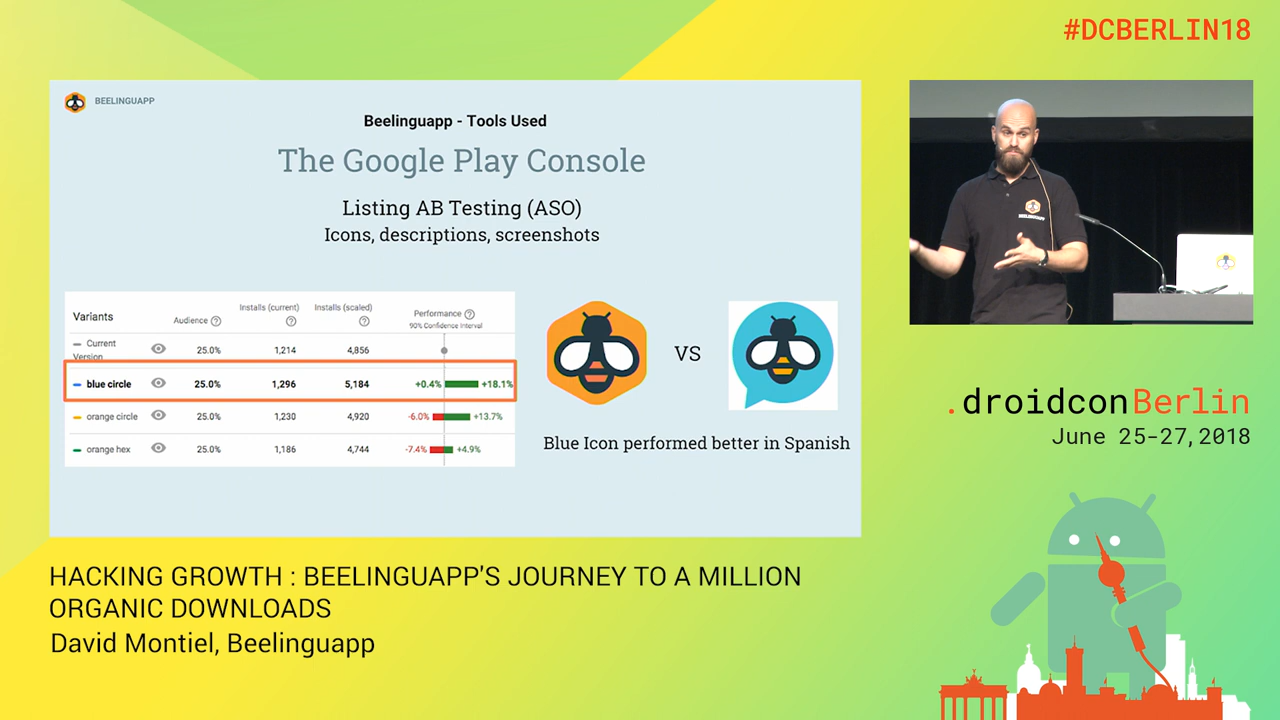 #DCBERLIN18
BEELINGUAPP
Beelinguapp - Tools Used
The Google Play Console
Listing AB Testing (ASO)
Icons, descriptions, screenshots
Variants Audience Installs (current) Installs (scaled) Performance
90% Confidence Interval
Current Version 25.0% 1,214 4,856
blue circle 25.0% 1,296 5,184 +0.4% +18.1%
orange circle 25.0% 1,230 4,920 -6.0% +13.7%
orange hex 25.0% 1,186 4,744 -7.4% +4.9%
VS
Blue Icon performed better in Spanish
BEELINGUAPP
.droidconBerlin
June 25-27, 2018
HACKING GROWTH : BEELINGUAPP'S JOURNEY TO A MILLION
ORGANIC DOWNLOADS
David Montiel, Beelinguapp